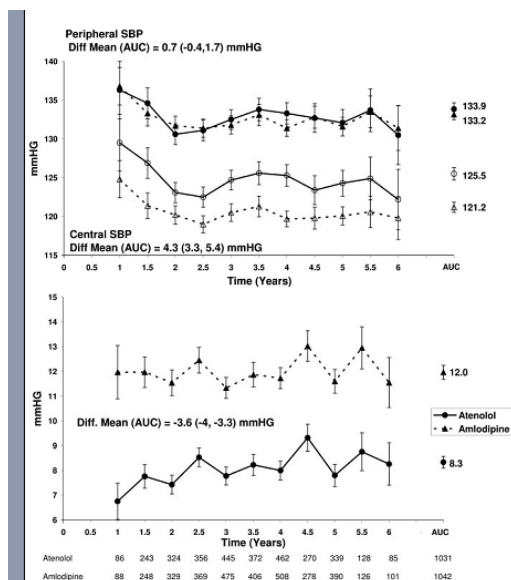 Peripheral SBP
Diff Mean (AUC) = 0.7 (-0.4,1.7) mmHG
140
135
130
125
120
115
mmHG
133.9
133.2
125.5
121.2
Central SBP
Diff Mean (AUC) = 4.3 (3.3, 5.4) mmHG
0 0.5 1 1.5 2 2.5 3 3.5 4 4.5 5 5.5 6 AUC
Time (Years)
15
14
13
12
11
10
9
8
7
6
mmHG
12.0
Diff. Mean (AUC) = -3.6 (-4, -3.3) mmHG
Atenolol
Amlodipine
8.3
0 0.5 1 1.5 2 2.5 3 3.5 4 4.5 5 5.5 6 AUC
Time (Years)
Atenolol 86 243 324 356 445 372 462 270 339 128 85 1031
Amlodipine 88 248 329 369 475 406 508 278 390 126 101 1042